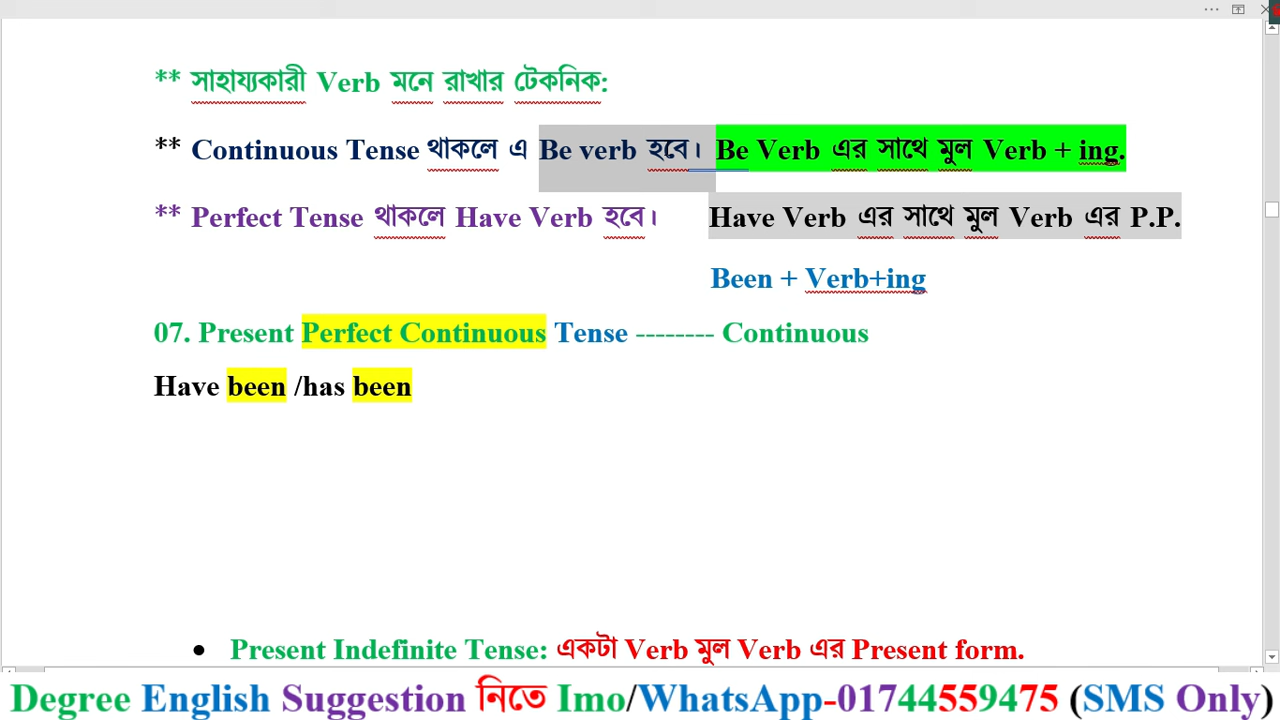 ** সাহায্যকারী Verb মনে রাখার টেকনিক:
** Continuous Tense থাকলে এ Be verb হবে। Be Verb এর সাথে মুল Verb + ing.
** Perfect Tense থাকলে Have Verb হবে। Have Verb এর সাথে মুল Verb এর P.P.
Been + Verb+ing
07. Present Perfect Continuous Tense -------- Continuous
Have been /has been
• Present Indefinite Tense: একটা Verb মুল Verb এর Present form.
Degree English Suggestion নিতে Imo/WhatsApp-01744559475 (SMS Only)